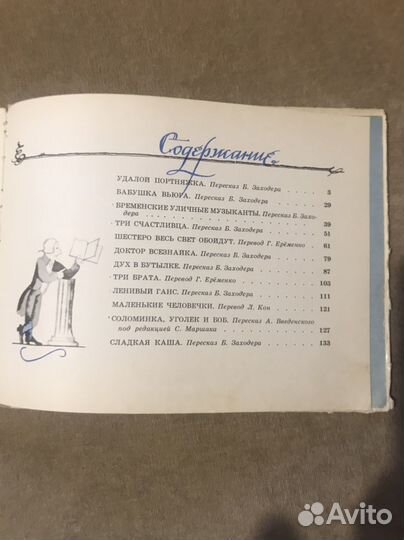 Содержание
УДАЛОЙ ПОРТНЯЖКА. Пересказ Б. Заходера . . . . . . 3
БАБУШКА ВЬЮГА. Пересказ Б. Заходера . . . . . . 29
БРЕМЕНСКИЕ УЛИЧНЫЕ МУЗЫКАНТЫ. Пересказ Б. Захо-
дера . . . . . . 39
ТРИ СЧАСТЛИВЦА. Пересказ Б. Заходера . . . . . . 51
ШЕСТЕРО ВЕСЬ СВЕТ ОБОЙДУТ. Перевод Г. Ерёменко . . 61
ДОКТОР ВСЕЗНАЙКА. Пересказ Б. Заходера . . . . . . 79
ДУХ В БУТЫЛКЕ. Пересказ Б. Заходера . . . . . . 87
ТРИ БРАТА. Перевод Г. Ерёменко . . . . . . 105
ЛЕНИВЫЙ ГАНС. Пересказ Б. Заходера . . . . . . 111
МАЛЕНЬКИЕ ЧЕЛОВЕЧКИ. Перевод Л. Кон . . . . . . 121
СОЛОМИНКА, УГОЛЕК И БОБ. Пересказ А. Введенского
под редакцией С. Маршака . . . . . . 127
СЛАДКАЯ КАША. Пересказ Б. Заходера . . . . . . 133
Avito